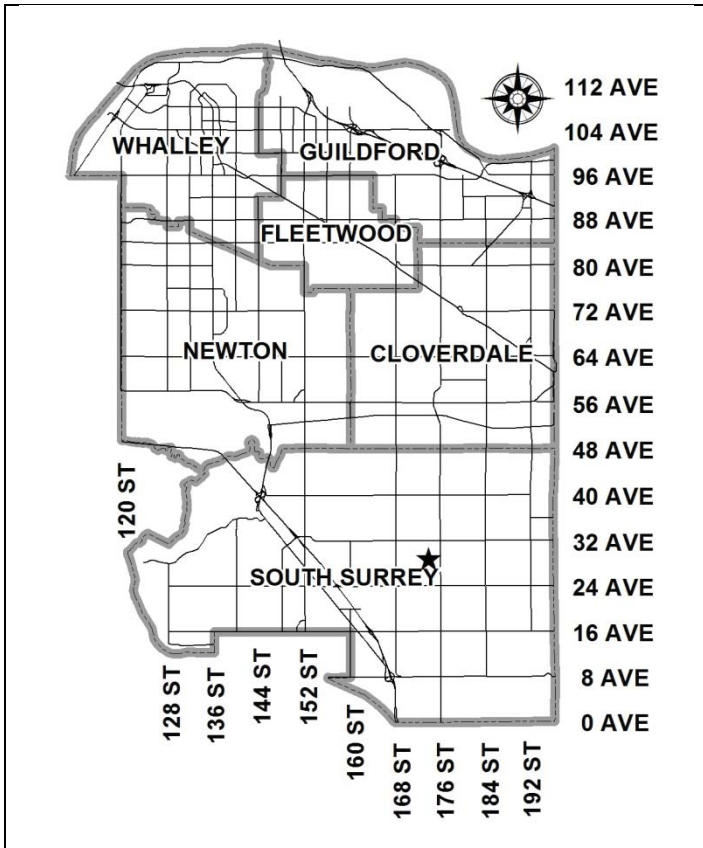 112 AVE
104 AVE
WHALLEY
GUILDFORD
96 AVE
88 AVE
FLEETWOOD
80 AVE
72 AVE
NEWTON
CLOVERDALE
64 AVE
56 AVE
48 AVE
120 ST
40 AVE
32 AVE
SOUTH SURREY
24 AVE
16 AVE
128 ST
136 ST
144 ST
152 ST
8 AVE
160 ST
0 AVE
168 ST
176 ST
184 ST
192 ST